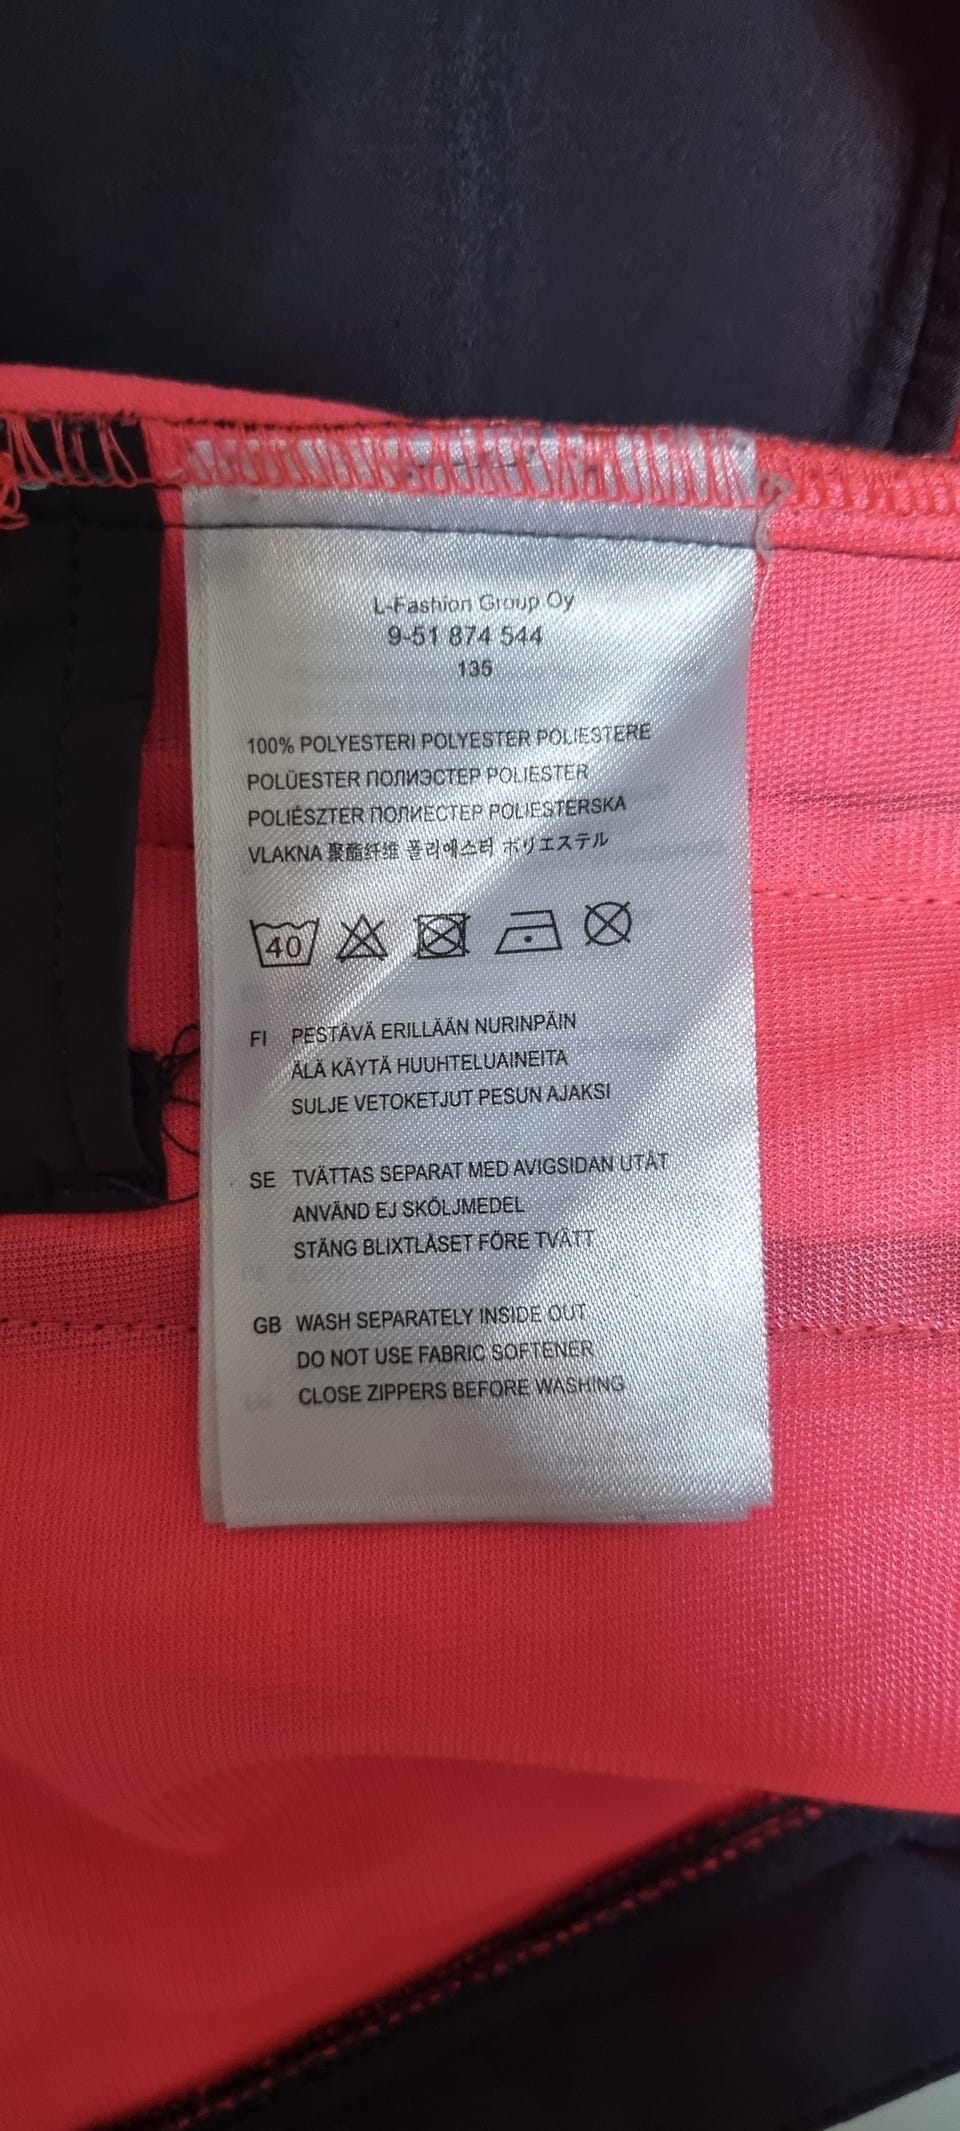 L-Fashion Group Oy
9-51 874 544
135
100% POLYESTERI POLYESTER POLIESTERE
POLÜESTER ПОЛИЭСТЕР POLIESTER
POLIÉSZTER ПОЛИЕСТЕР POLIESTERSKA
VLAKNA 聚酯纤维 폴리에스터 ポリエステル
40
FI PESTÄVÄ ERILLÄÄN NURINPÄIN
ÄLÄ KÄYTÄ HUUHTELUAINEITA
SULJE VETOKETJUT PESUN AJAKSI
SE TVÄTTAS SEPARAT MED AVIGSIDAN UTÅT
ANVÄND EJ SKÖLJMEDEL
STÄNG BLIXTLÅSET FÖRE TVÄTT
GB WASH SEPARATELY INSIDE OUT
DO NOT USE FABRIC SOFTENER
CLOSE ZIPPERS BEFORE WASHING